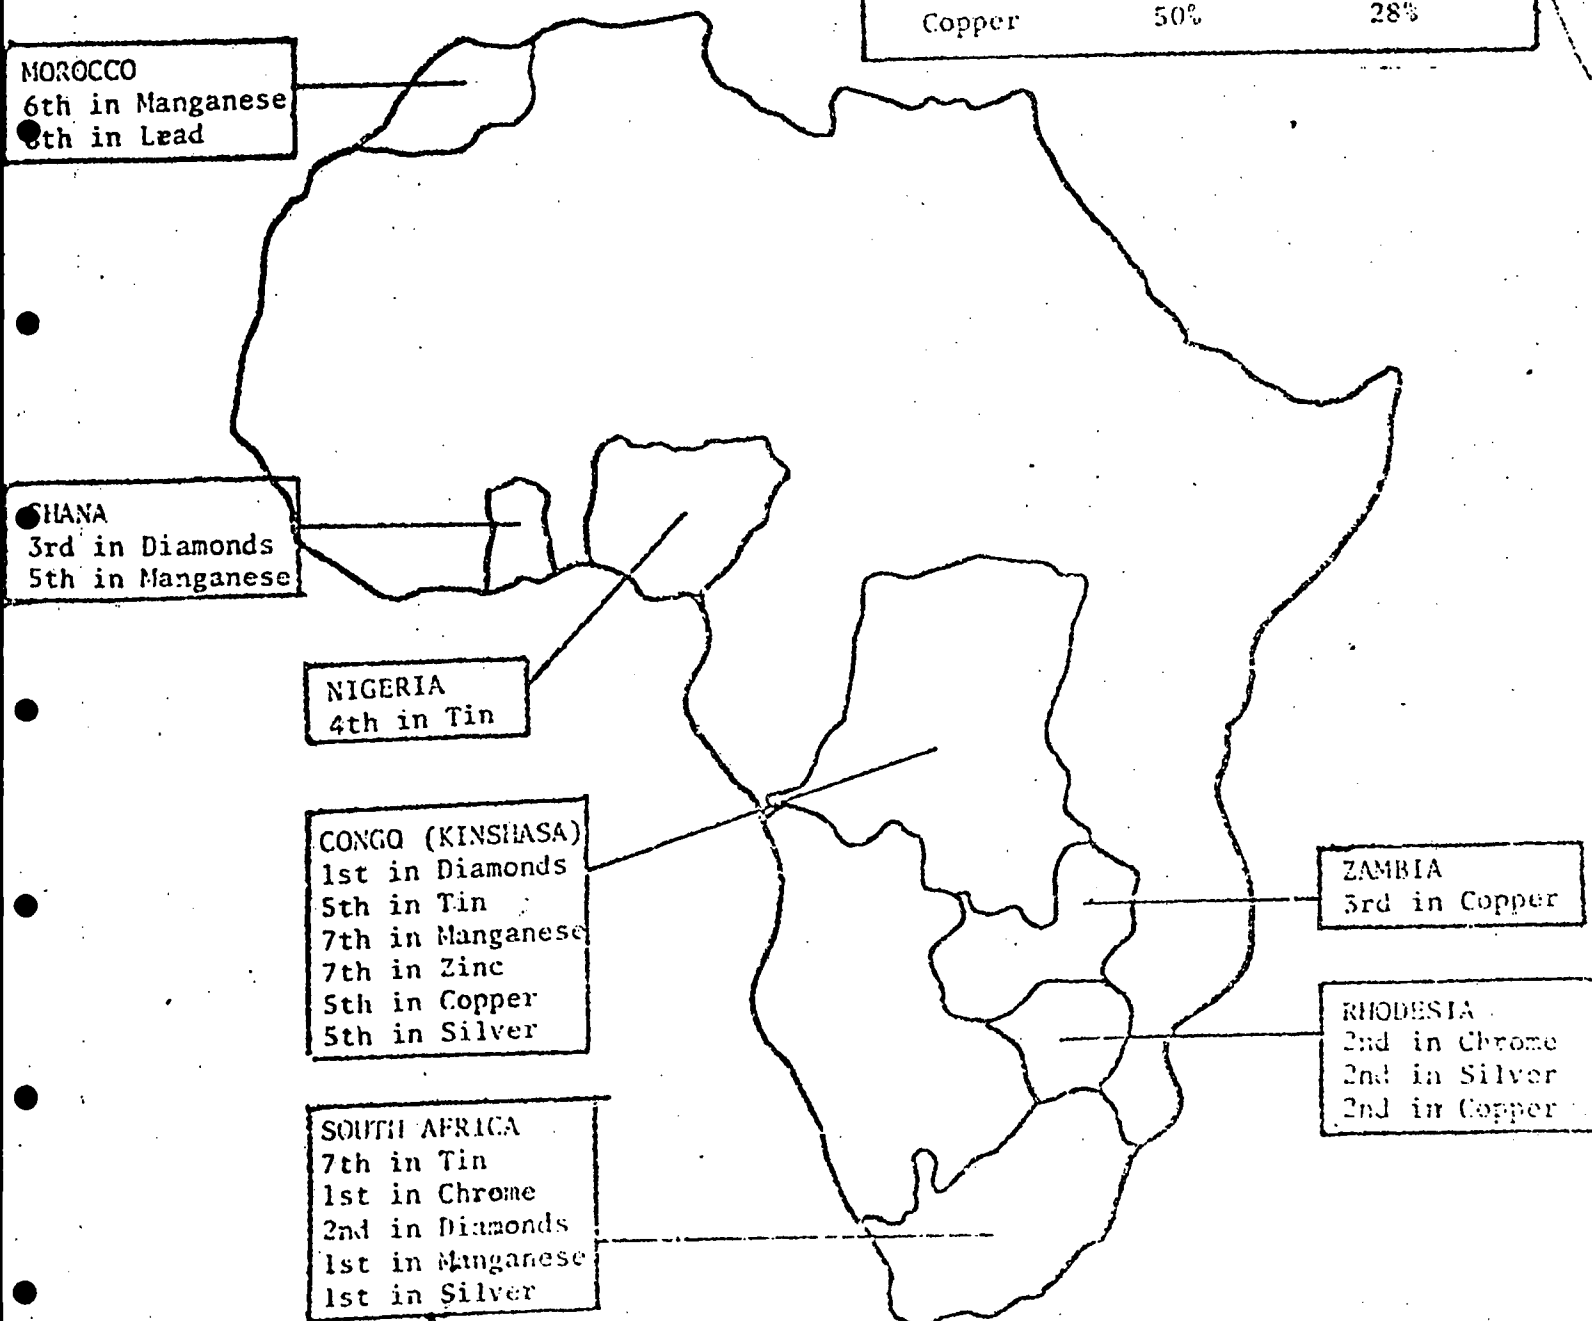 Copper 50% 28%
MOROCCO
6th in Manganese
th in Lead
HANA
3rd in Diamonds
5th in Manganese
NIGERIA
4th in Tin
CONGO (KINSHASA)
1st in Diamonds
5th in Tin
7th in Manganese
7th in Zinc
5th in Copper
5th in Silver
SOUTH AFRICA
7th in Tin
1st in Chrome
2nd in Diamonds
1st in Manganese
1st in Silver
ZAMBIA
3rd in Copper
RHODESIA
2nd in Chrome
2nd in Silver
2nd in Copper